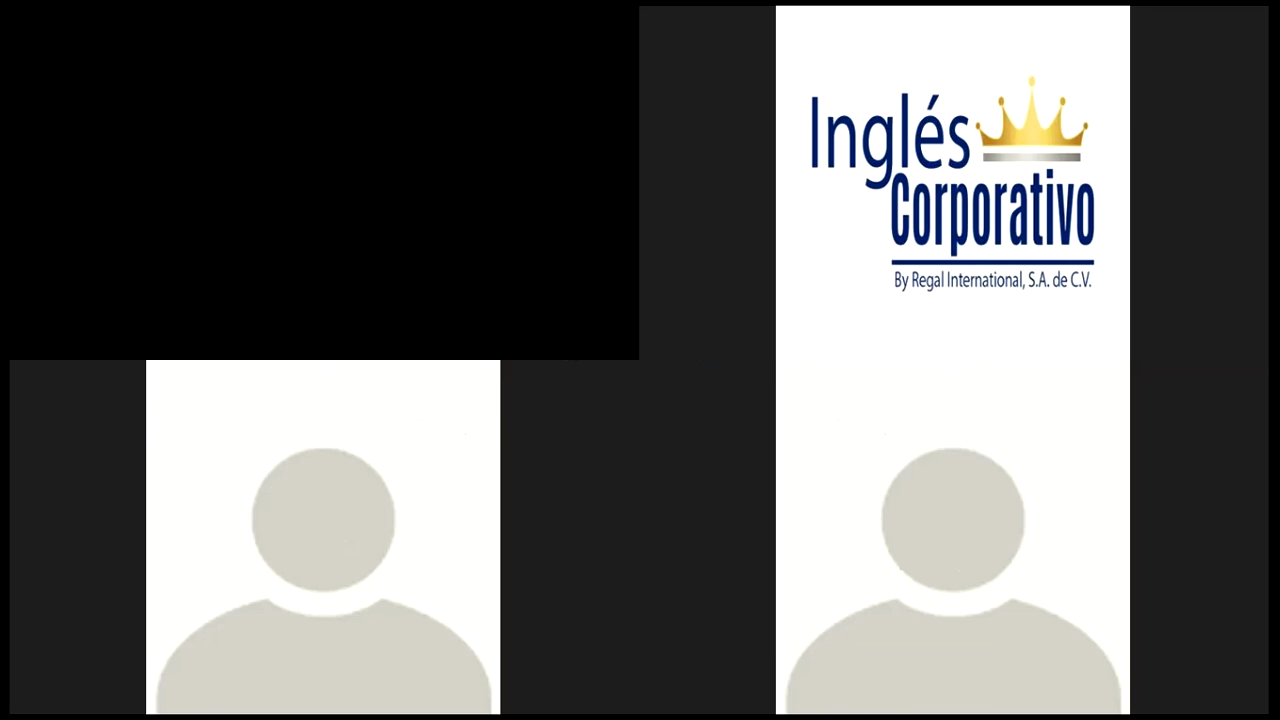 Inglés
Corporativo
By Regal International, S.A. de C.V.